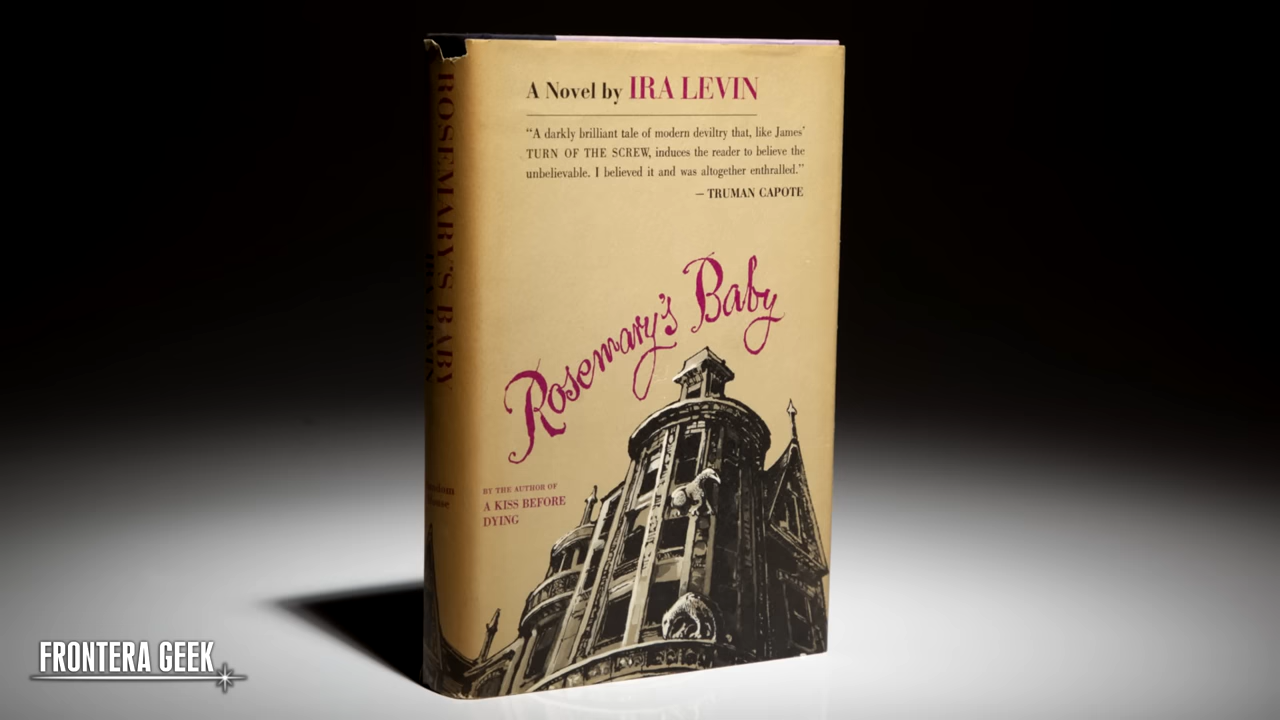 A Novel by IRA LEVIN
“A darkly brilliant tale of modern deviltry that, like James’
TURN OF THE SCREW, induces the reader to believe the
unbelievable. I believed it and was altogether enthralled.”
— TRUMAN CAPOTE
Rosemary's Baby
BY THE AUTHOR OF
A KISS BEFORE
DYING
ROSEMARY'S BABY
IRA LEVIN
FRONTERA GEEK